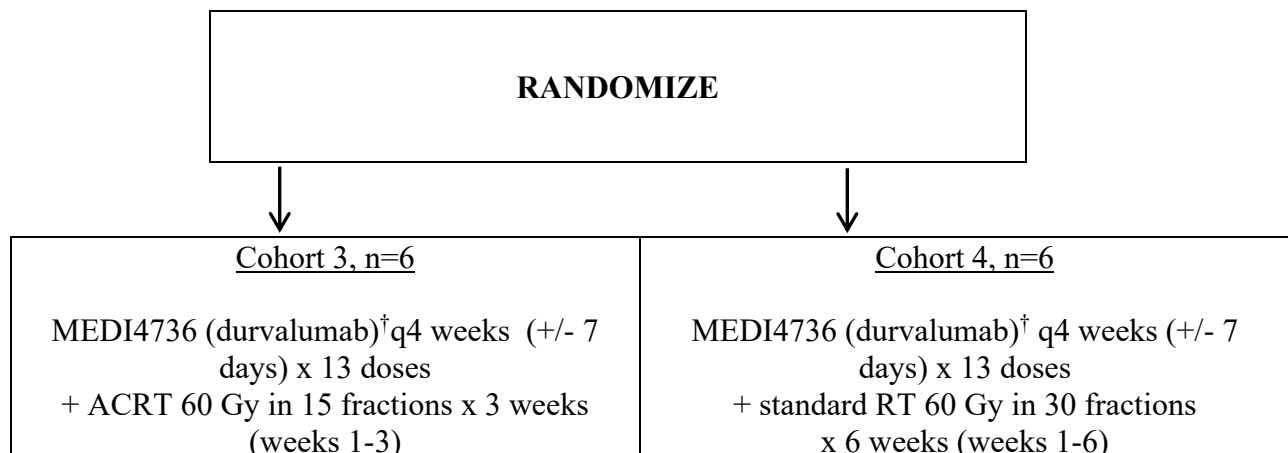 RANDOMIZE
Cohort 3, n=6
MEDI4736 (durvalumab)†q4 weeks (+/- 7
days) x 13 doses
+ ACRT 60 Gy in 15 fractions x 3 weeks
(weeks 1-3)
Cohort 4, n=6
MEDI4736 (durvalumab)† q4 weeks (+/- 7
days) x 13 doses
+ standard RT 60 Gy in 30 fractions
x 6 weeks (weeks 1-6)